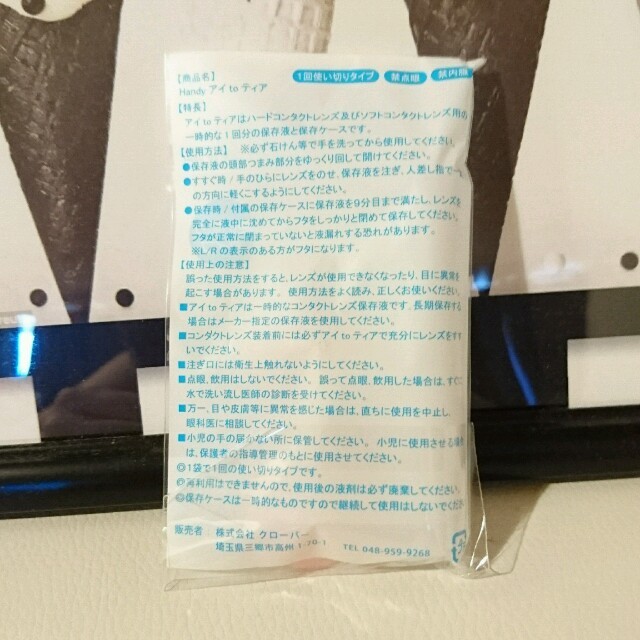 【商品名】 1回使い切りタイプ 禁点眼 禁内服
Handy アイ to ティア
【特長】
アイ to ティアはハードコンタクトレンズ及びソフトコンタクトレンズ用の
一時的な1回分の保存液と保存ケースです。
【使用方法】 ※必ず石けん等で手を洗ってから使用してください。
●保存液の頭部つまみ部分をゆっくり回して開けてください。
●すすぐ時/手のひらにレンズをのせ、保存液を注ぎ、人差し指で一
の方向に軽くこするようにしてください。
●保存時/付属の保存ケースに保存液を9分目まで満たし、レンズを
完全に液中に沈めてからフタをしっかりと閉めて保存してください。
フタが正常に閉まっていないと液漏れする恐れがあります。
※L/Rの表示のある方がフタになります。
【使用上の注意】
誤った使用方法をすると、レンズが使用できなくなったり、目に異常を
起こす場合があります。使用方法をよく読み、正しくお使いください。
■アイ to ティアは一時的なコンタクトレンズ保存液です。長期保存する
場合はメーカー指定の保存液を使用してください。
■コンタクトレンズ装着前には必ずアイ to ティアで充分にレンズをすす
いでください。
■注ぎ口には衛生上触れないようにしてください。
■点眼、飲用はしないでください。誤って点眼、飲用した場合は、すぐに
水で洗い流し医師の診断を受けてください。
■万一、目や皮膚等に異常を感じた場合は、直ちに使用を中止し
眼科医に相談してください。
■小児の手の届かない所に保管してください。小児に使用させる場合
は、保護者の指導管理のもとに使用させてください。
◎1袋で1回の使い切りタイプです。
◎再利用はできませんので、使用後の液剤は必ず廃棄してください。
◎保存ケースは一時的なものですので継続して使用はしないでくだ
販売者 株式会社 クローバー
埼玉県三郷市高州 1-70-1 TEL 048-959-9268